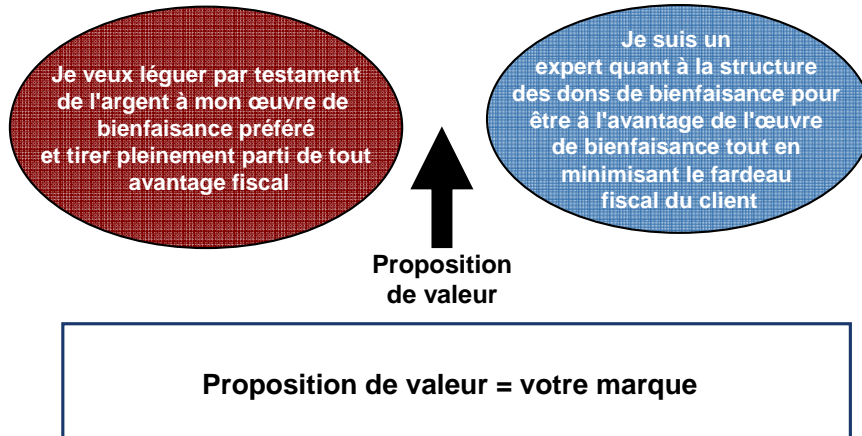 Je veux léguer par testament
de l'argent à mon œuvre de
bienfaisance préféré
et tirer pleinement parti de tout
avantage fiscal
Je suis un
expert quant à la structure
des dons de bienfaisance pour
être à l'avantage de l'œuvre
de bienfaisance tout en
minimisant le fardeau
fiscal du client
Proposition
de valeur
Proposition de valeur = votre marque